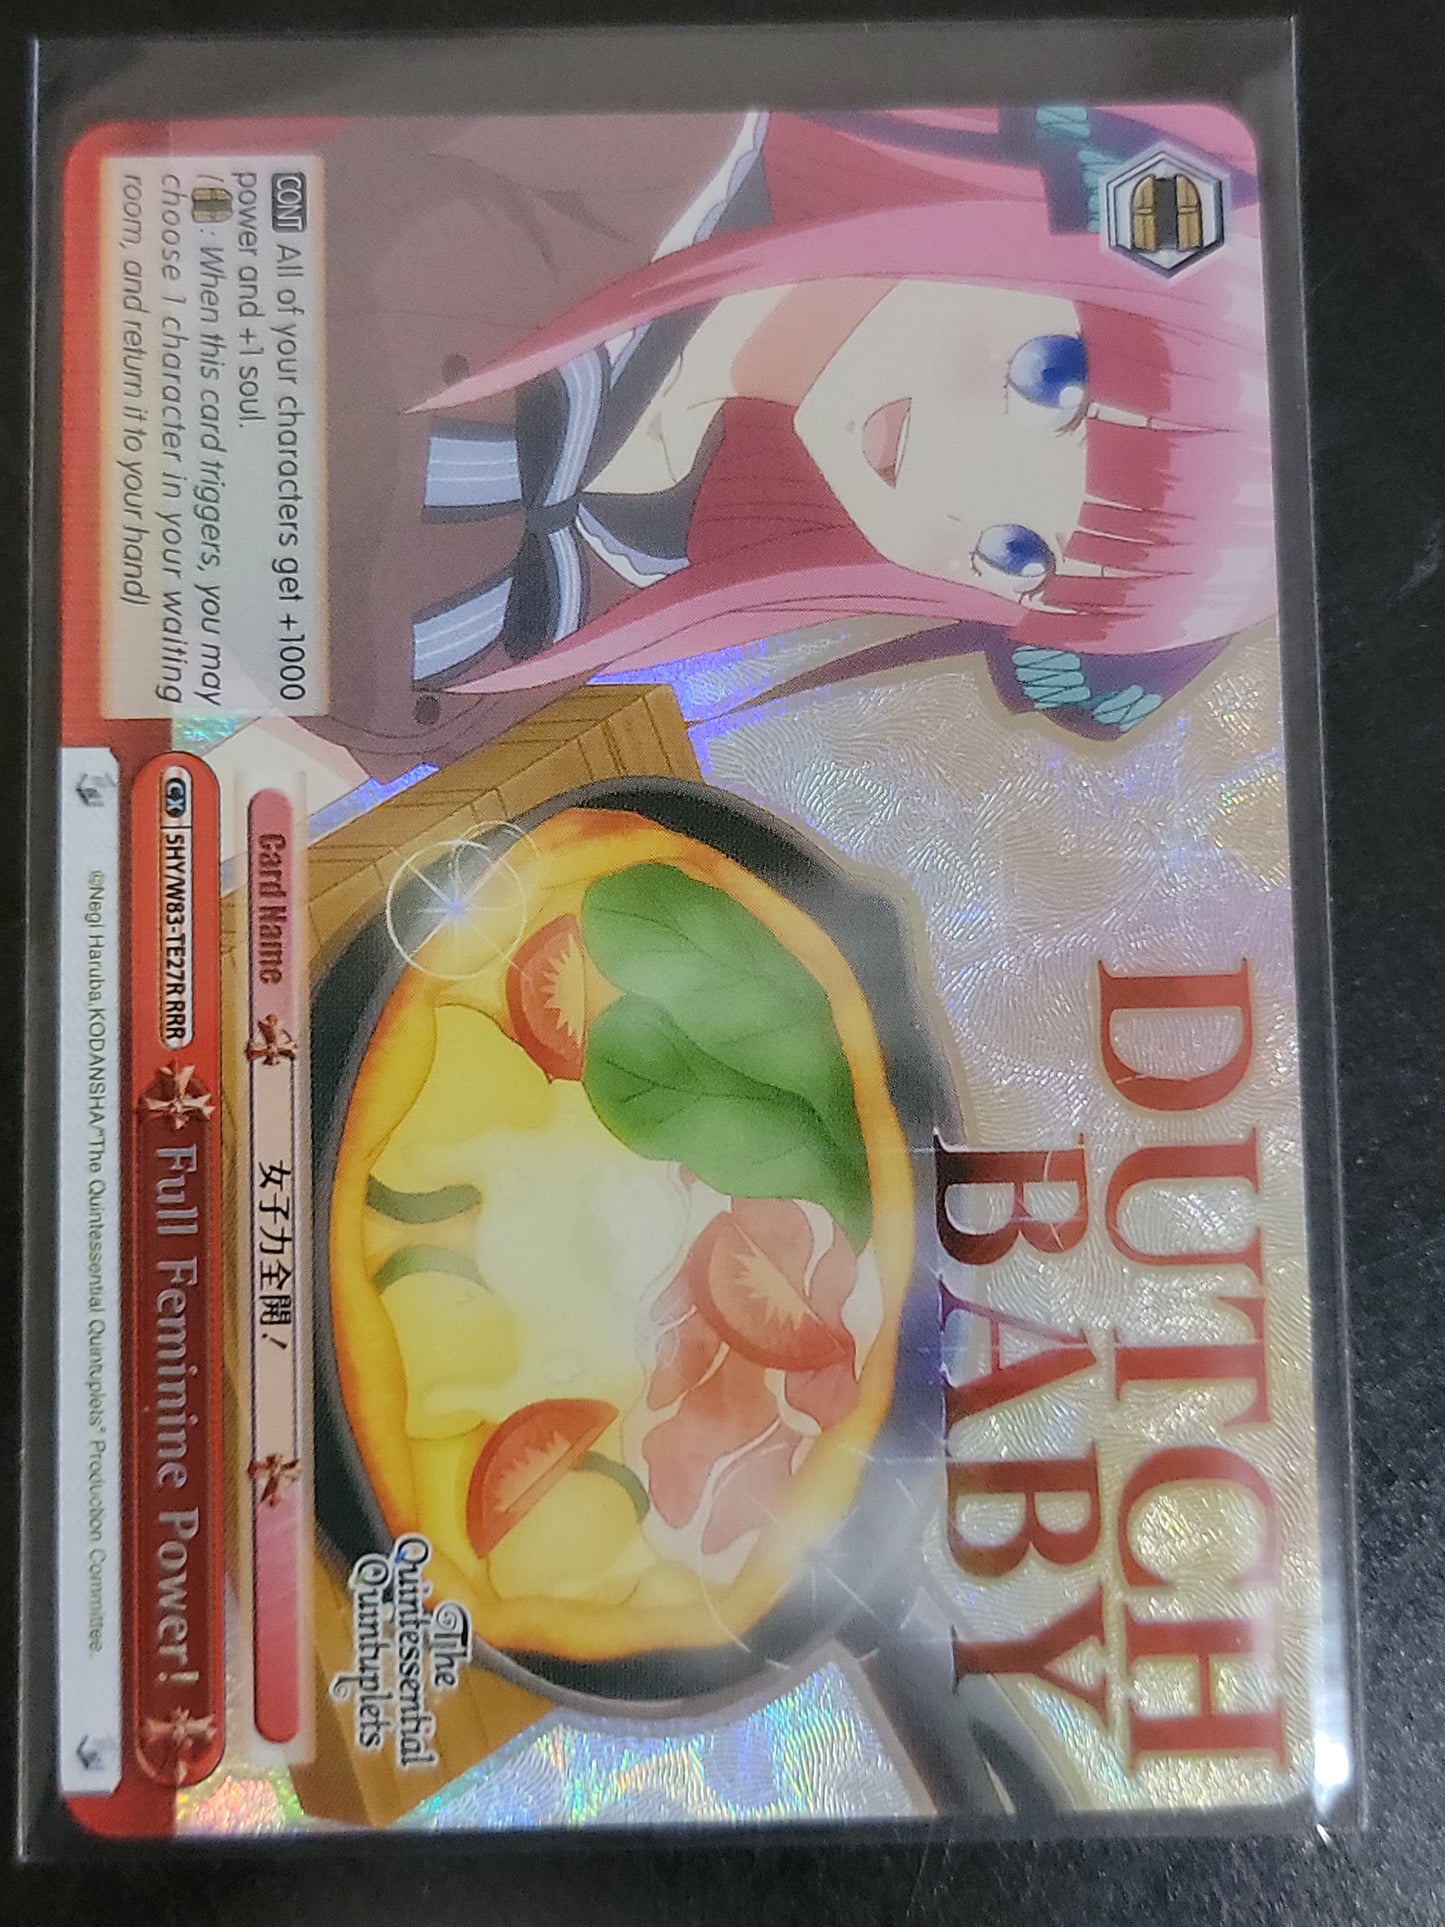 DUTCH
BABY
CONT All of your characters get +1000
power and +1 soul.
( : When this card triggers, you may
choose 1 character in your waiting
room, and return it to your hand)
The
Quintessential
Quintuplets
Card Name
女子力全開！
CX 5HY/W83-TE27R RRR
Full Feminine Power!
©Negi Haruba,KODANSHA/"The Quintessential Quintuplets" Production Committee.